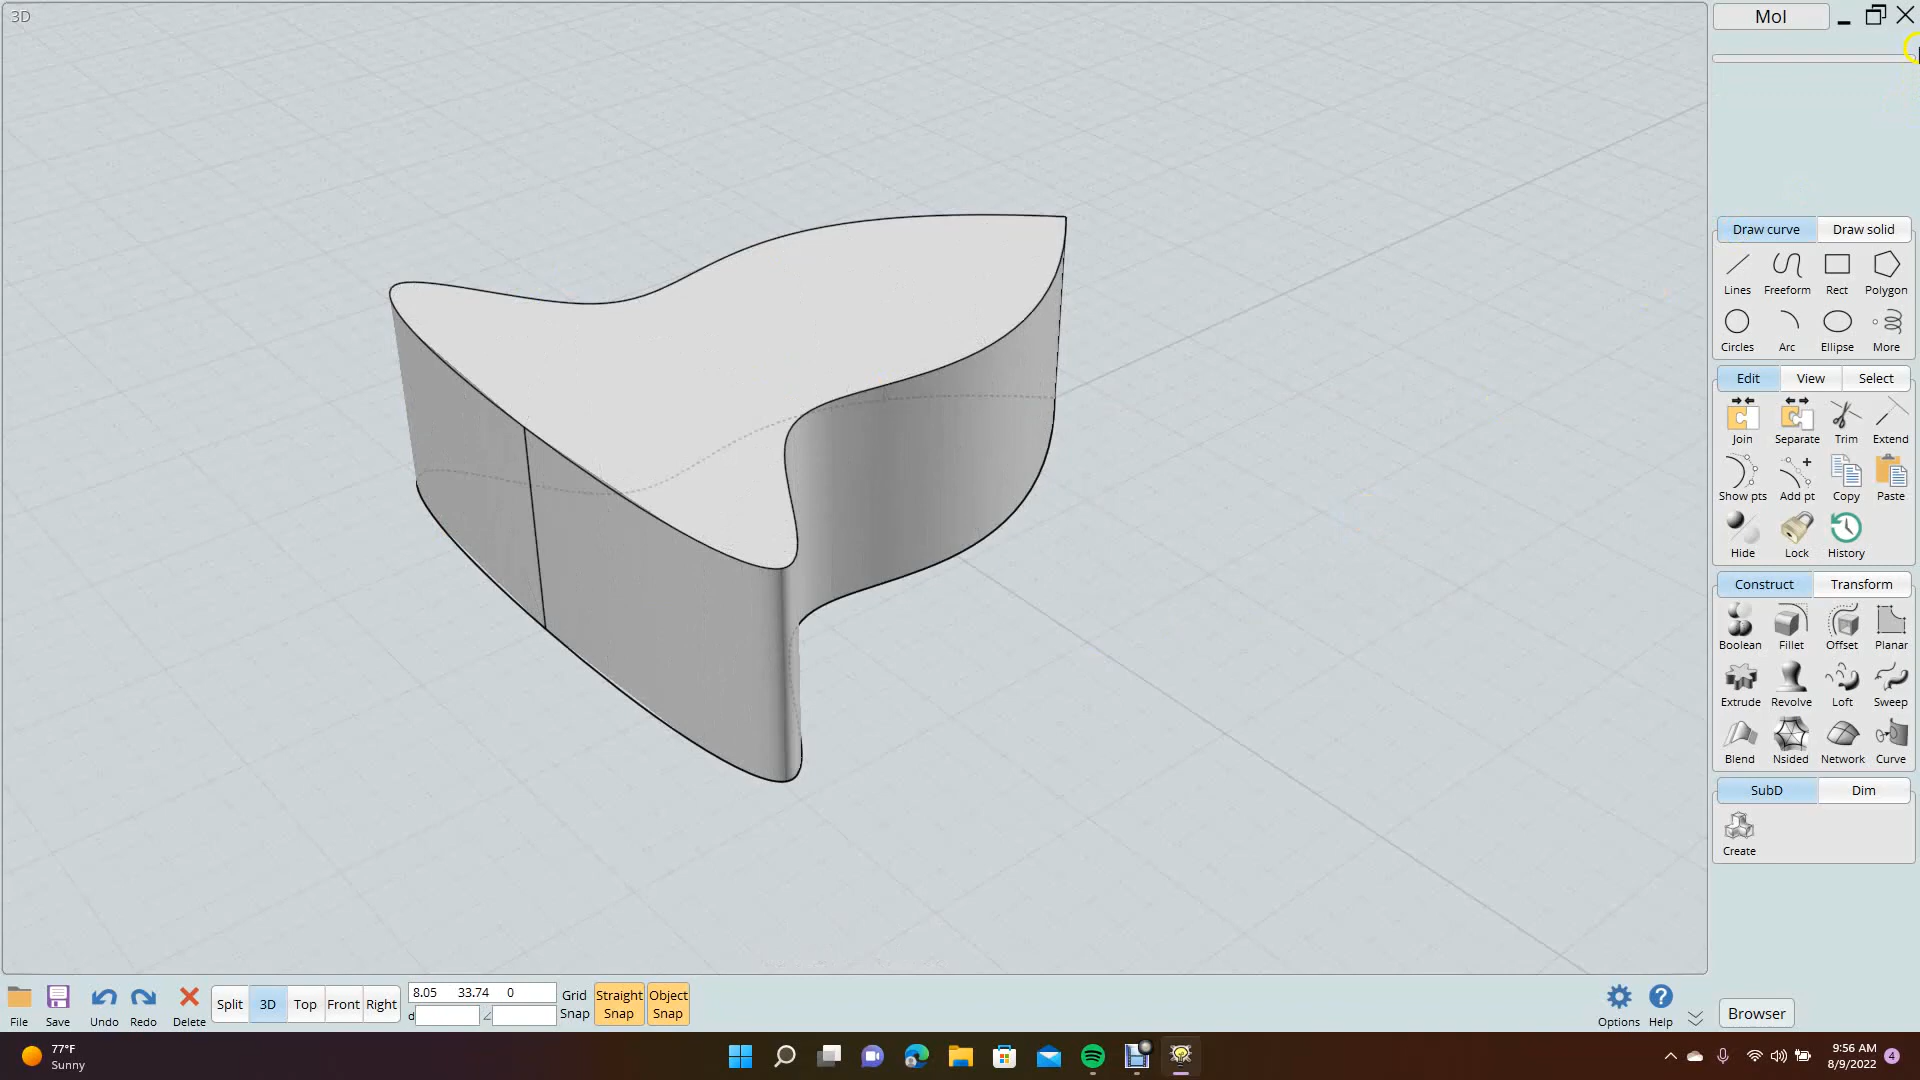 3D
MoI
Draw curve Draw solid
Lines Freeform Rect Polygon
Circles Arc Ellipse More
Edit View Select
Join Separate Trim Extend
Show pts Add pt Copy Paste
Hide Lock History
Construct Transform
Boolean Fillet Offset Planar
Extrude Revolve Loft Sweep
Blend Nsided Network Curve
SubD Dim
Create
File Save Undo Redo Delete
Split 3D Top Front Right
8.05 33.74 0
d
Grid Snap
Straight Snap
Object Snap
Options Help
Browser
77°F
Sunny
9:56 AM
8/9/2022
4